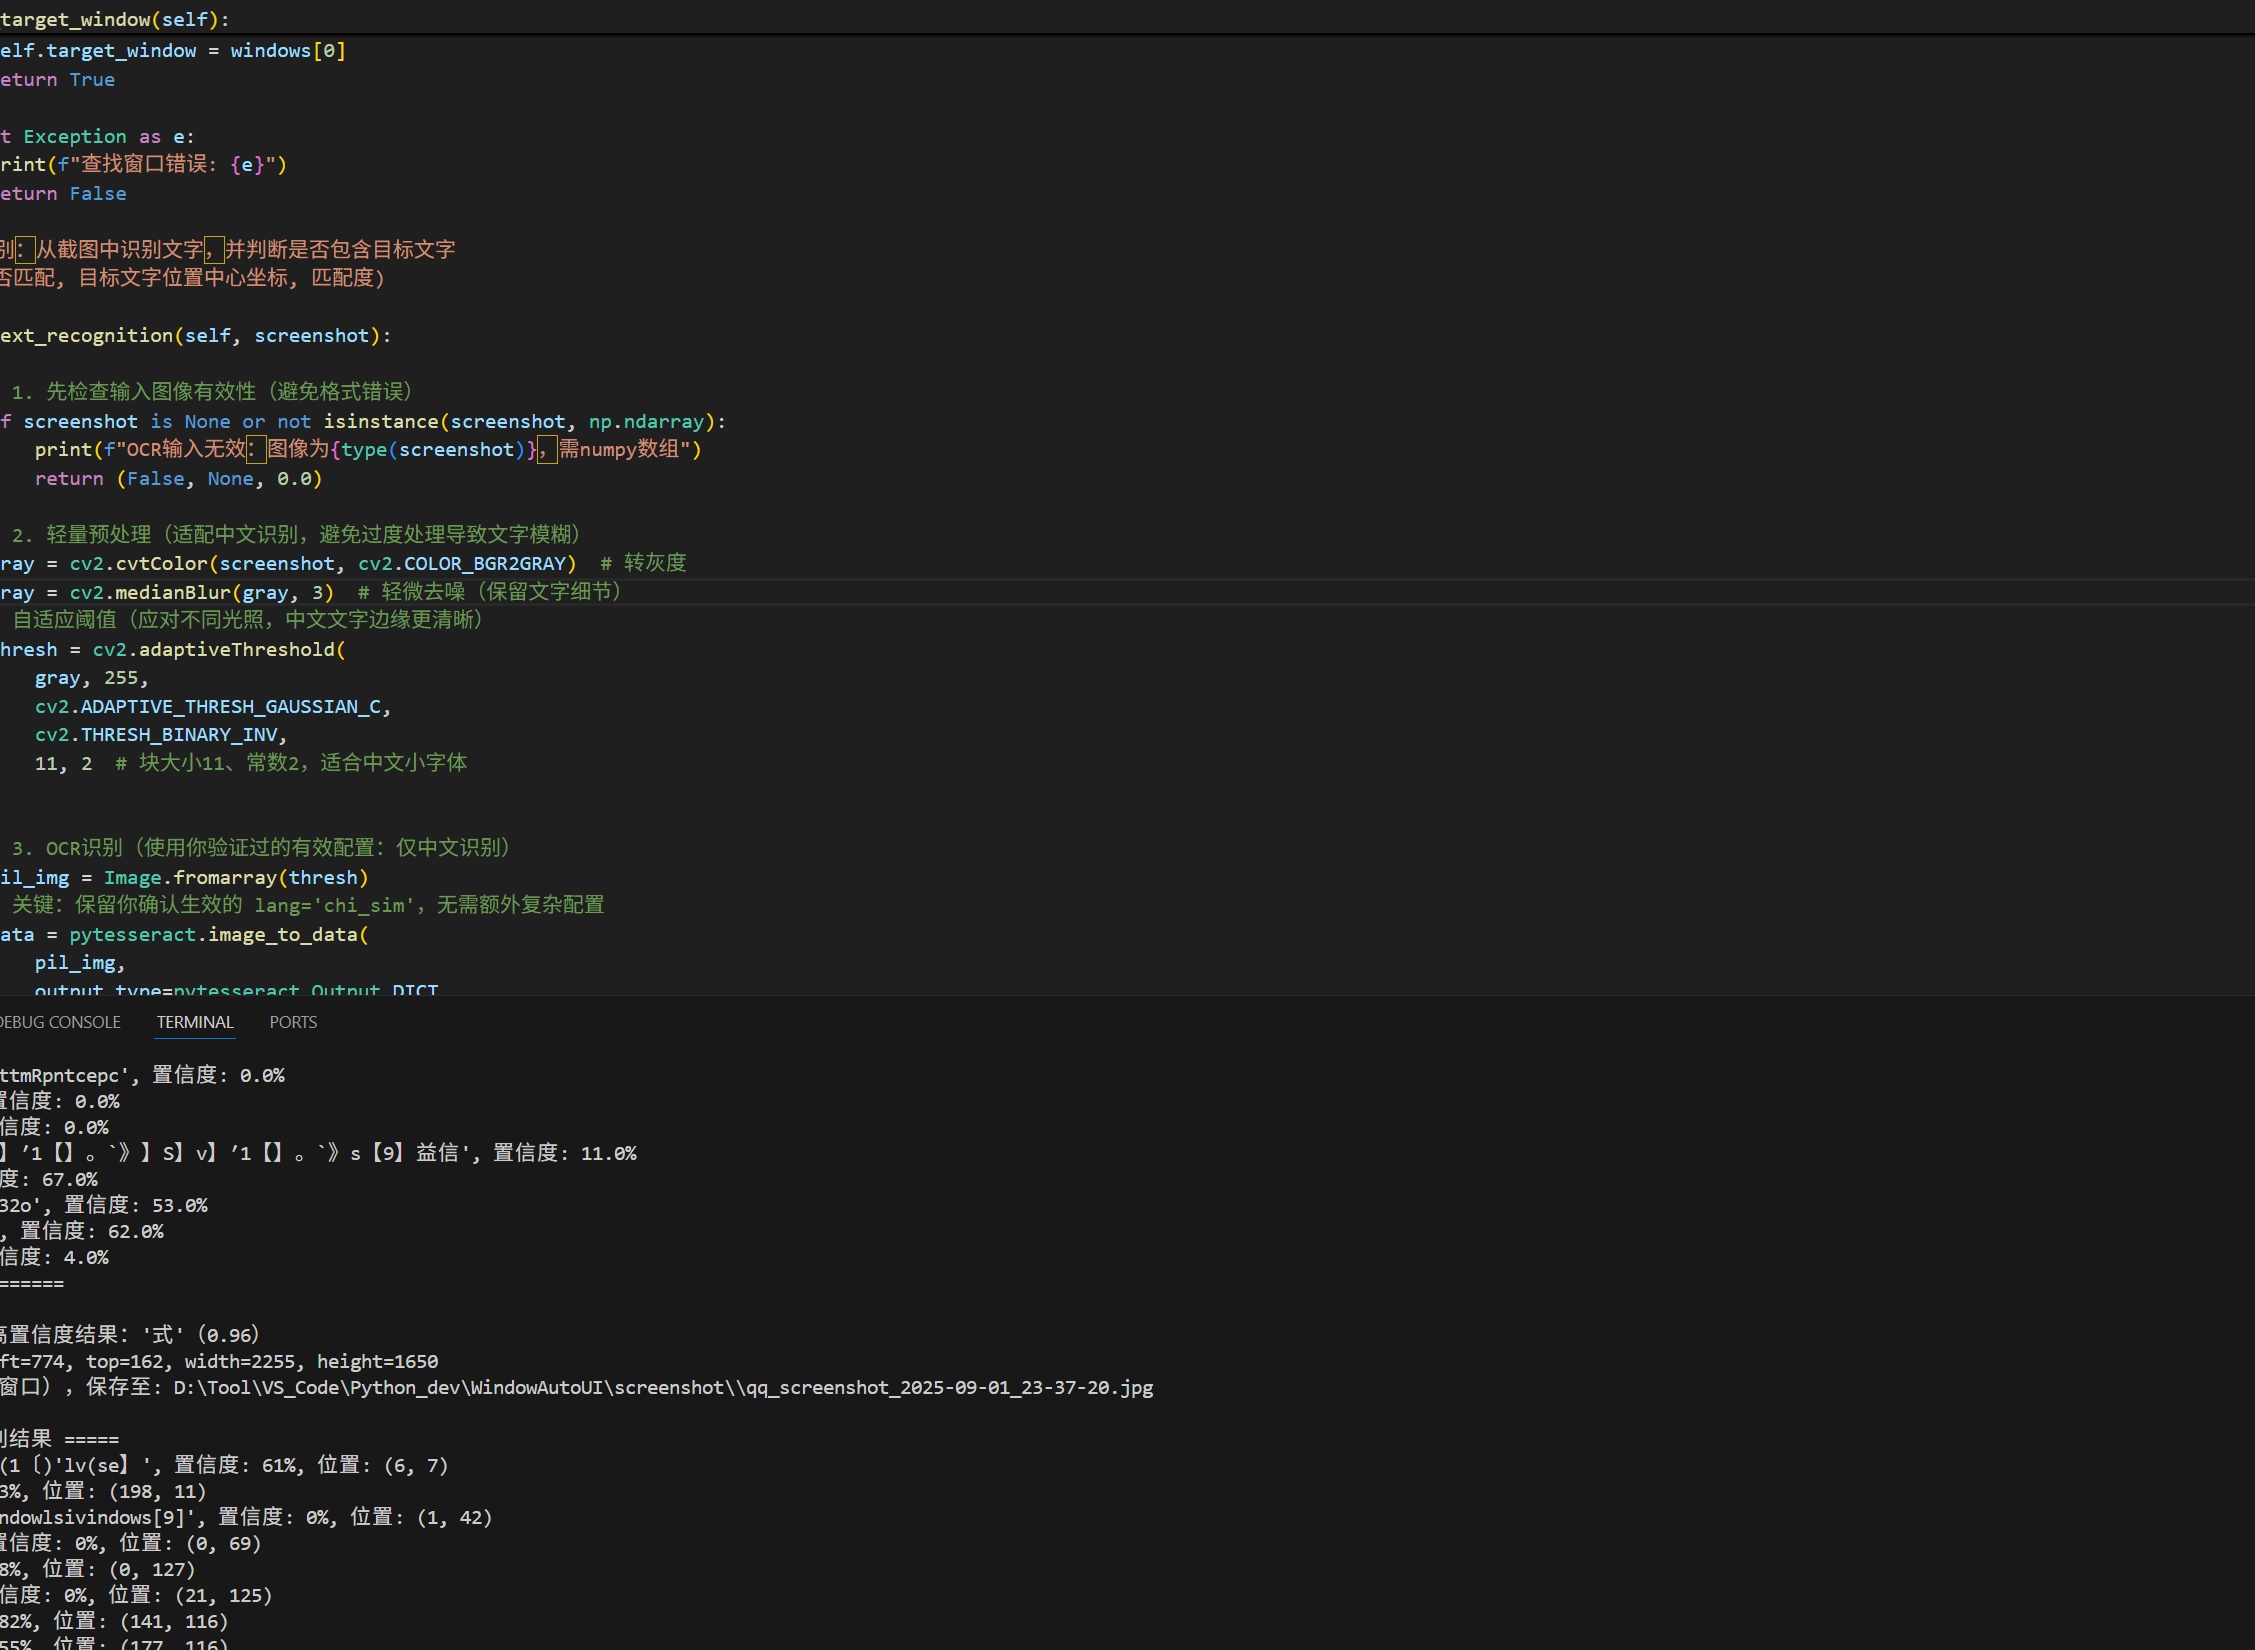 target_window(self):
elf.target_window = windows[0]
eturn True
t Exception as e:
rint(f"查找窗口错误: {e}")
eturn False
别：从截图中识别文字，并判断是否包含目标文字
否匹配, 目标文字位置中心坐标, 匹配度)
ext_recognition(self, screenshot):
1. 先检查输入图像有效性（避免格式错误）
f screenshot is None or not isinstance(screenshot, np.ndarray):
print(f"OCR输入无效：图像为{type(screenshot)}，需numpy数组")
return (False, None, 0.0)
2. 轻量预处理（适配中文识别，避免过度处理导致文字模糊）
ray = cv2.cvtColor(screenshot, cv2.COLOR_BGR2GRAY)  # 转灰度
ray = cv2.medianBlur(gray, 3)  # 轻微去噪（保留文字细节）
自适应阈值（应对不同光照，中文文字边缘更清晰）
hresh = cv2.adaptiveThreshold(
gray, 255,
cv2.ADAPTIVE_THRESH_GAUSSIAN_C,
cv2.THRESH_BINARY_INV,
11, 2  # 块大小11、常数2，适合中文小字体
3. OCR识别（使用你验证过的有效配置：仅中文识别）
il_img = Image.fromarray(thresh)
关键：保留你确认生效的 lang='chi_sim'，无需额外复杂配置
ata = pytesseract.image_to_data(
pil_img,
output_type=pytesseract.Output.DICT
DEBUG CONSOLE TERMINAL PORTS
ttmRpntcepc', 置信度: 0.0%
置信度: 0.0%
信度: 0.0%
】’1【】。`》】S】v】’1【】。`》s【9】益信', 置信度: 11.0%
度: 67.0%
32o', 置信度: 53.0%
, 置信度: 62.0%
信度: 4.0%
======
高置信度结果：'式'（0.96）
ft=774, top=162, width=2255, height=1650
窗口），保存至: D:\Tool\VS_Code\Python_dev\WindowAutoUI\screenshot\\qq_screenshot_2025-09-01_23-37-20.jpg
别结果 =====
(1〔)'lv(se】', 置信度: 61%, 位置: (6, 7)
3%, 位置: (198, 11)
ndowlsivindows[9]', 置信度: 0%, 位置: (1, 42)
置信度: 0%, 位置: (0, 69)
8%, 位置: (0, 127)
信度: 0%, 位置: (21, 125)
82%, 位置: (141, 116)
55%, 位置: (177, 116)